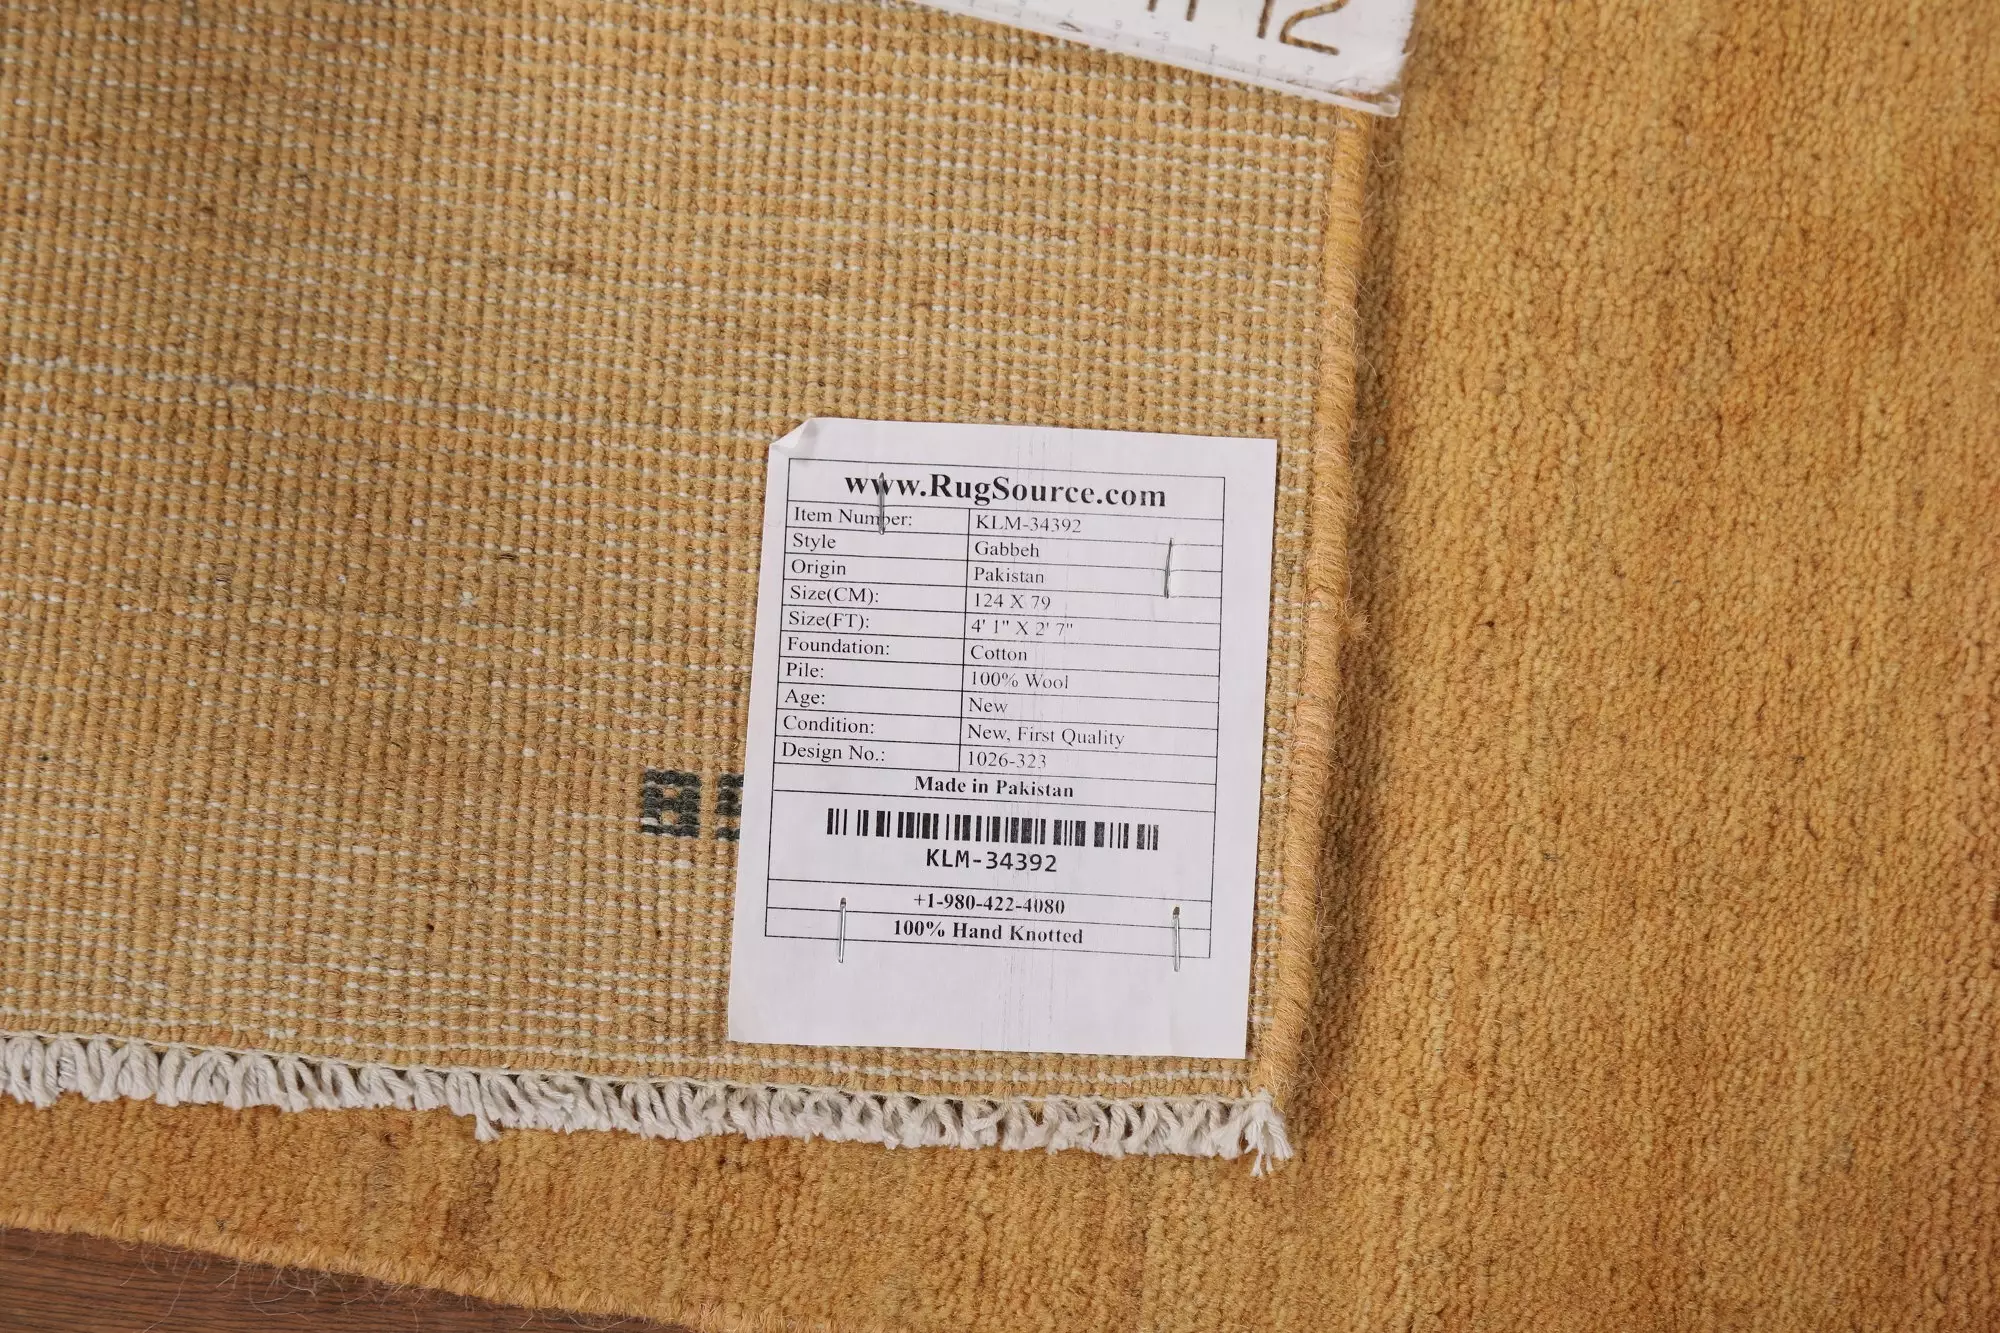 12
www.RugSource.com
Item Number: KLM-34392
Style Gabbeh
Origin Pakistan
Size(CM): 124 X 79
Size(FT): 4' 1" X 2' 7"
Foundation: Cotton
Pile: 100% Wool
Age: New
Condition: New, First Quality
Design No.: 1026-323
Made in Pakistan
KLM-34392
+1-980-422-4080
100% Hand Knotted